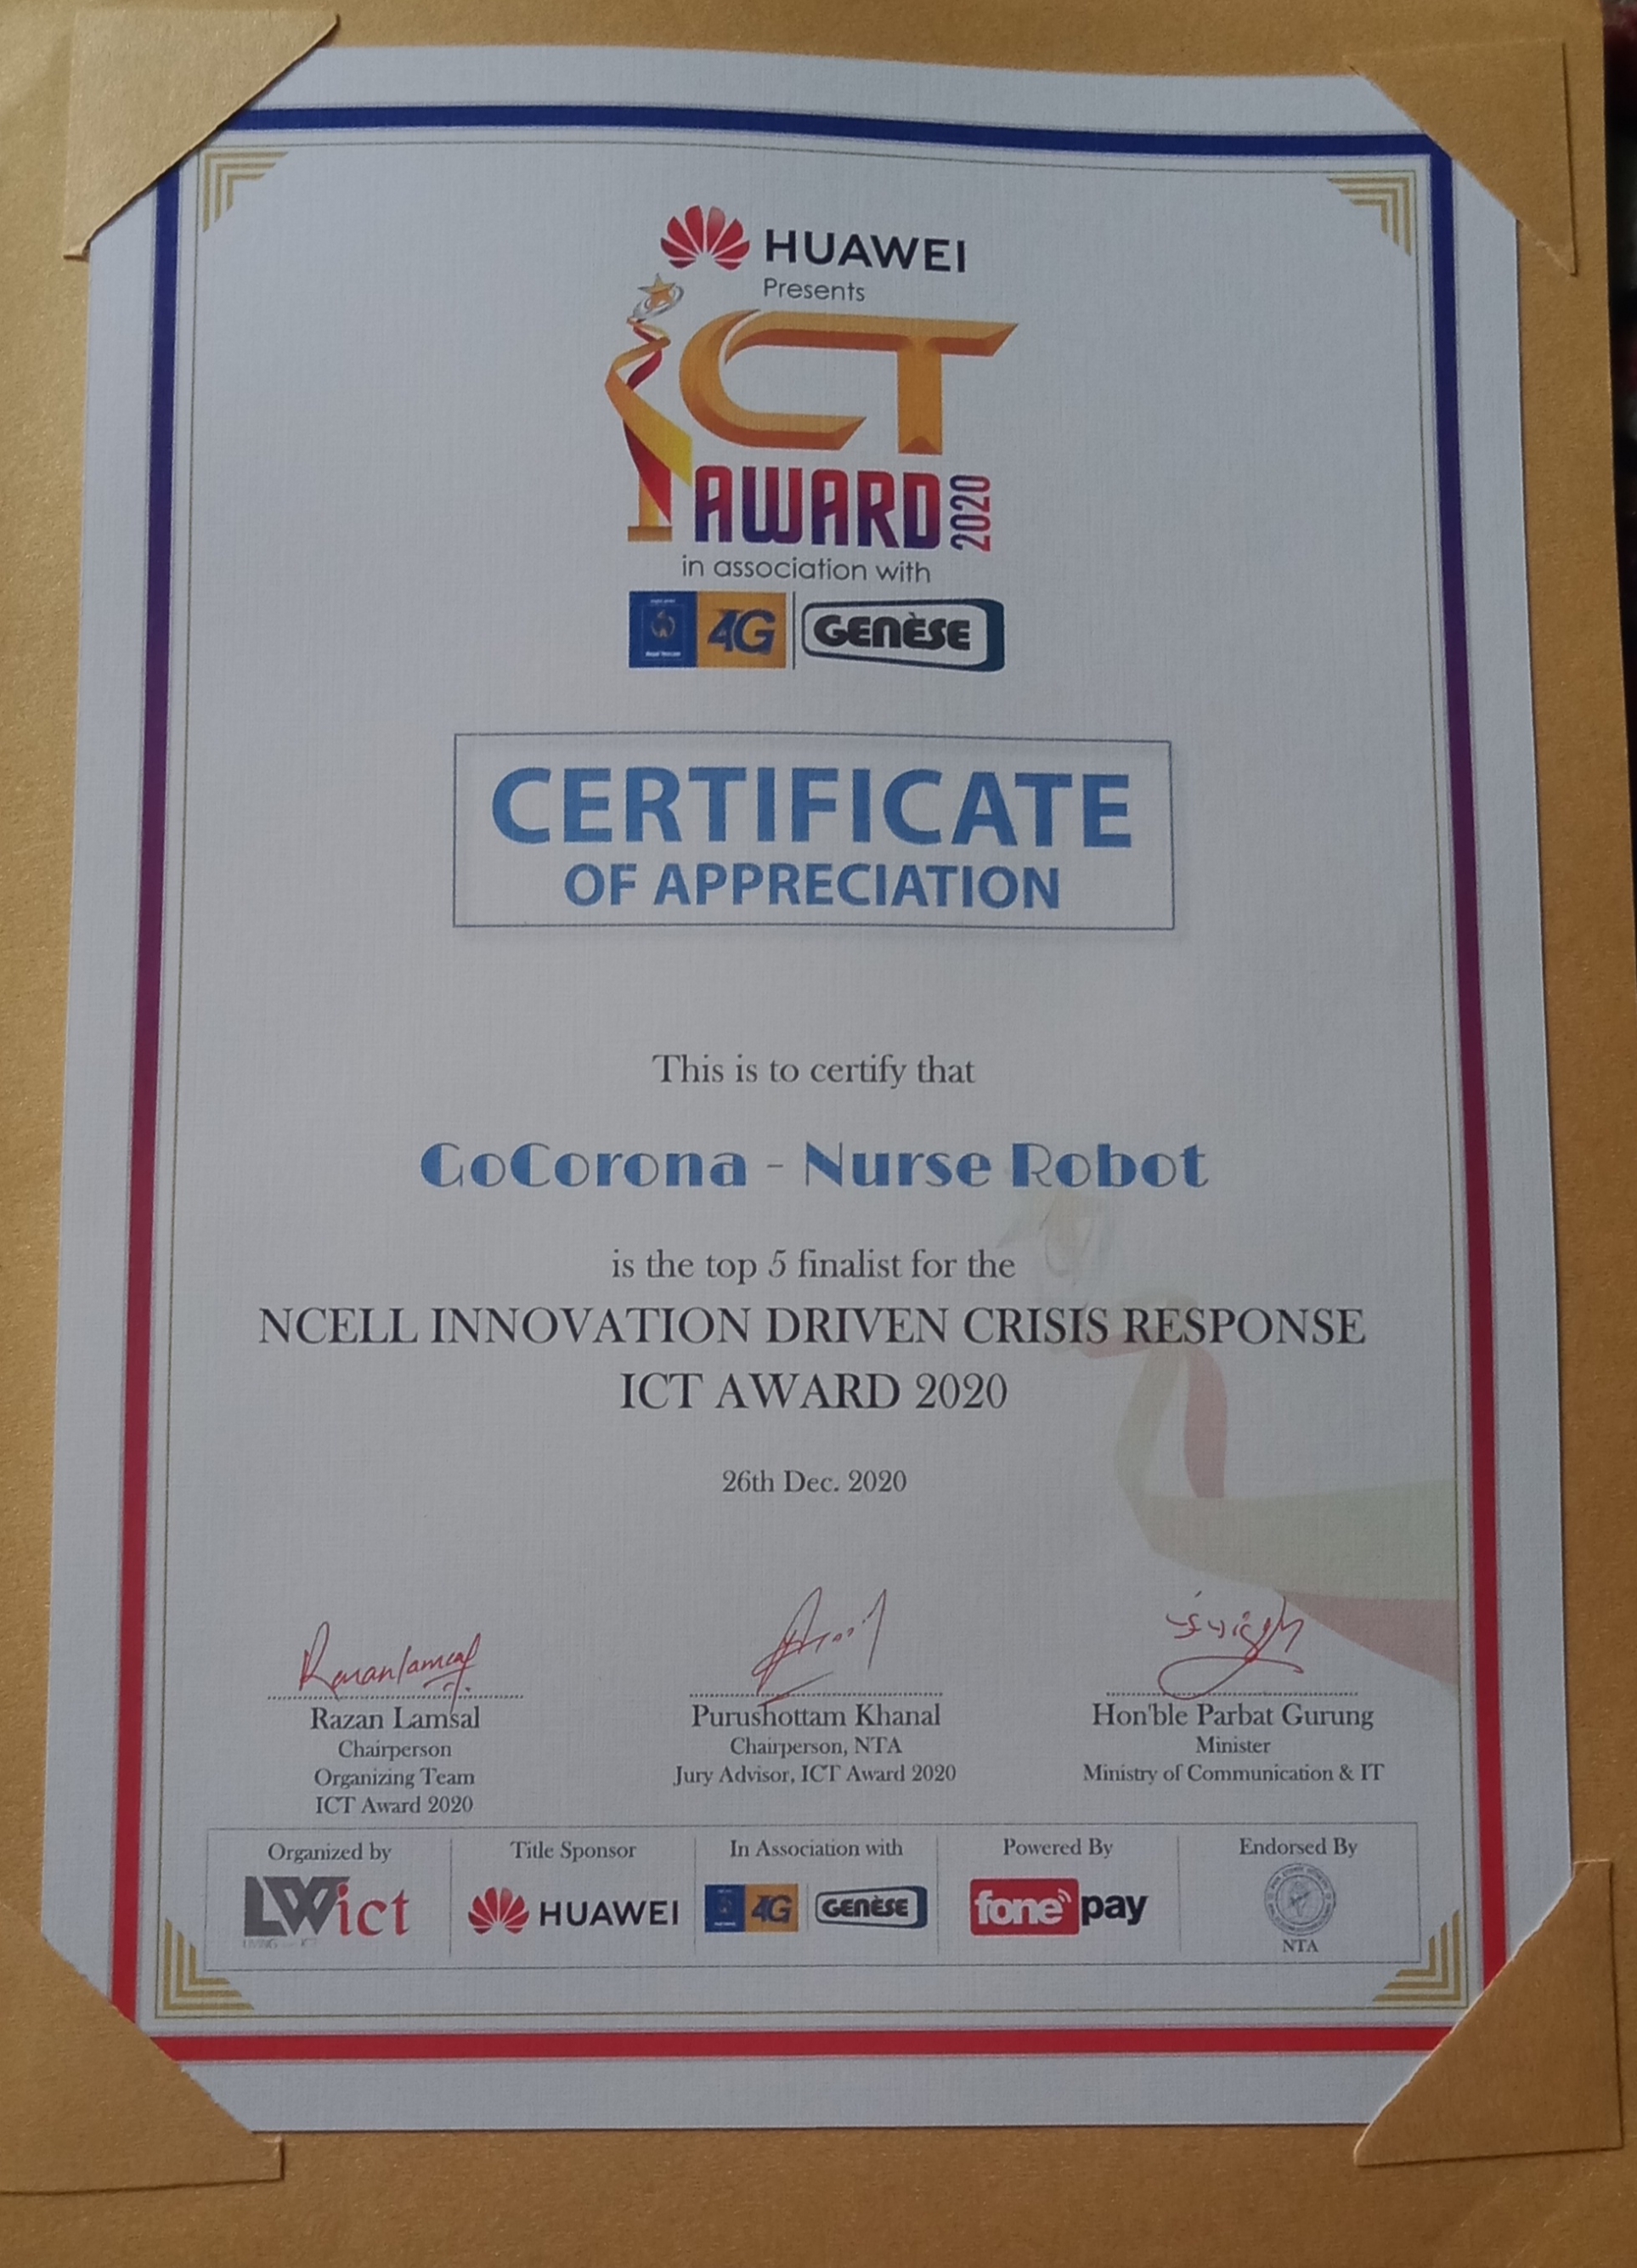 HUAWEI
Presents
ICT
AWARD 2020
in association with
4G GENÈSE
CERTIFICATE
OF APPRECIATION
This is to certify that
GoCorona - Nurse Robot
is the top 5 finalist for the
NCELL INNOVATION DRIVEN CRISIS RESPONSE
ICT AWARD 2020
26th Dec. 2020
Razan Lamsal
Chairperson
Organizing Team
ICT Award 2020
Purushottam Khanal
Chairperson, NTA
Jury Advisor, ICT Award 2020
Hon'ble Parbat Gurung
Minister
Ministry of Communication & IT
Organized by
LWict
Title Sponsor
HUAWEI
In Association with
4G GENÈSE
Powered By
fonepay
Endorsed By
NTA